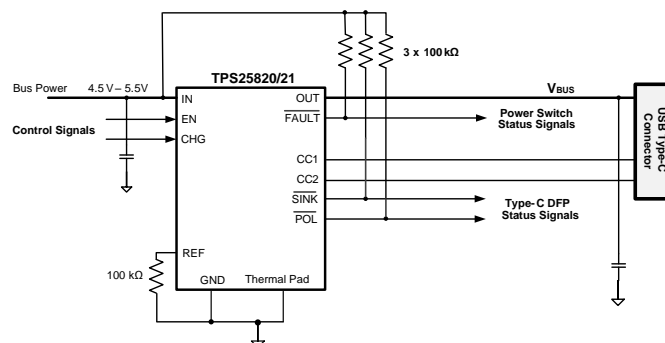 3 x 100kΩ
TPS25820/21
Bus Power 4.5 V – 5.5V
IN
OUT
VBUS
EN
FAULT
Power Switch
Status Signals
Control Signals
CHG
CC1
CC2
USB Type-C
Connector
SINK
Type-C DFP
Status Signals
POL
REF
100 kΩ
GND
Thermal Pad